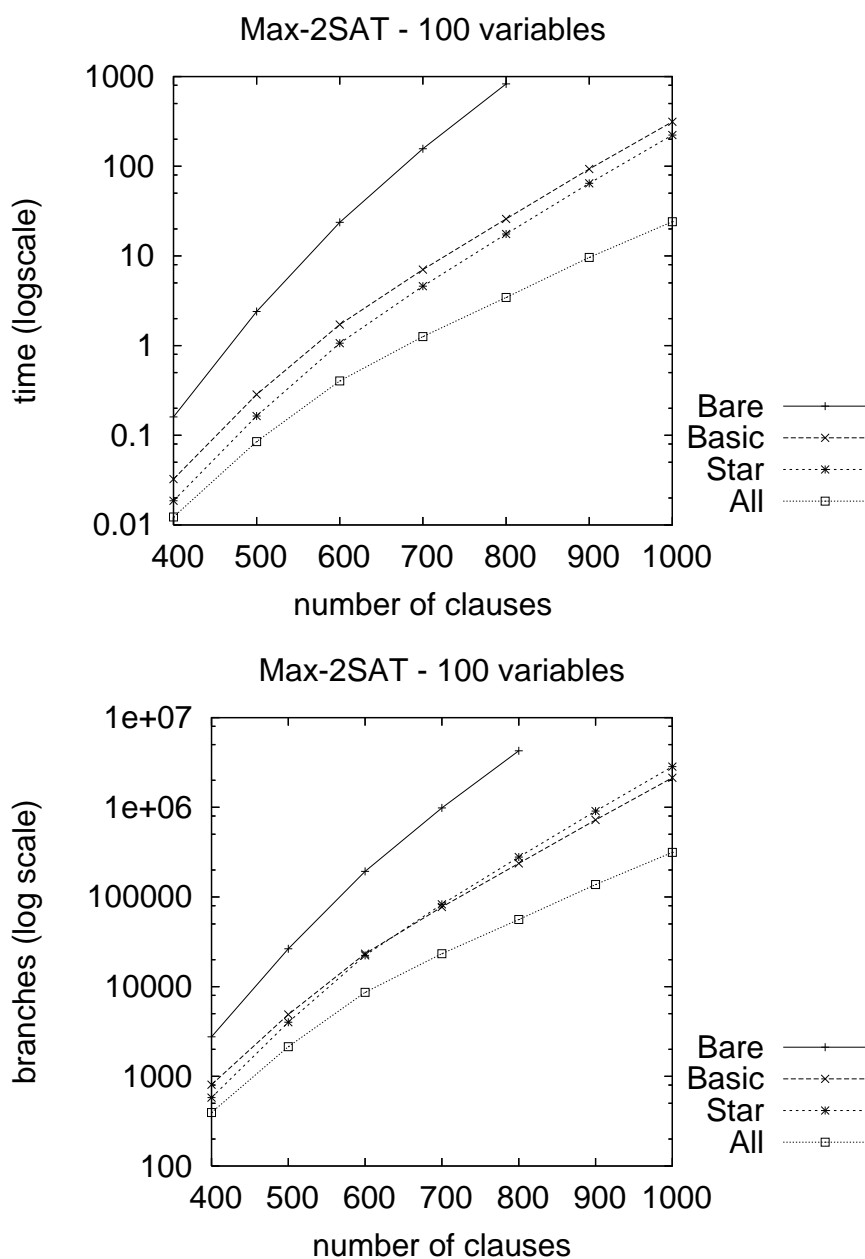 Max-2SAT - 100 variables
1000
100
10
1
0.1
0.01
time (logscale)
400 500 600 700 800 900 1000
number of clauses
Bare
Basic
Star
All
Max-2SAT - 100 variables
1e+07
1e+06
100000
10000
1000
100
branches (log scale)
400 500 600 700 800 900 1000
number of clauses
Bare
Basic
Star
All